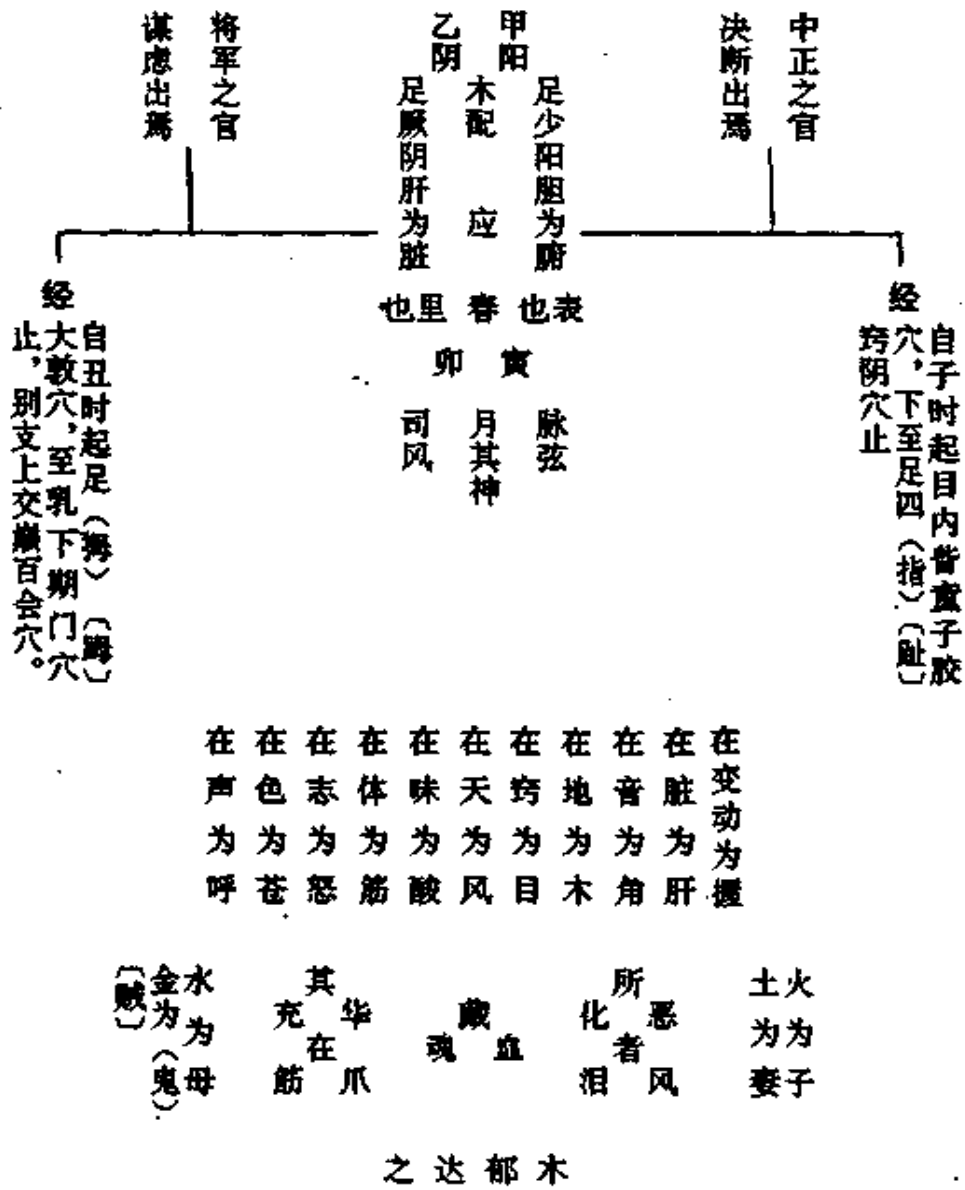 中正之官
决断出焉
甲阳
乙阴
足少阳胆为腑
木配 应
足厥阴肝为脏
表也 春 里也
寅 卯
脉弦
月其神
司风
将军之官
谋虑出焉
经
自子时起目内眥童子胶
穴，下至足四（指）〔趾〕
窍阴穴止
经
自丑时起足（拇）〔踇〕
大敦穴，至乳下期门穴
止，别支上交巅百会穴。
在变动为握
在脏为肝
在音为角
在地为木
在窍为目
在天为风
在味为酸
在体为筋
在志为怒
在色为苍
在声为呼
火为子
土为妻
所
恶 化
者
风 泪
藏
血 魂
其
华 充
在
爪 筋
水为母
金为（鬼）
〔贼〕
木郁达之